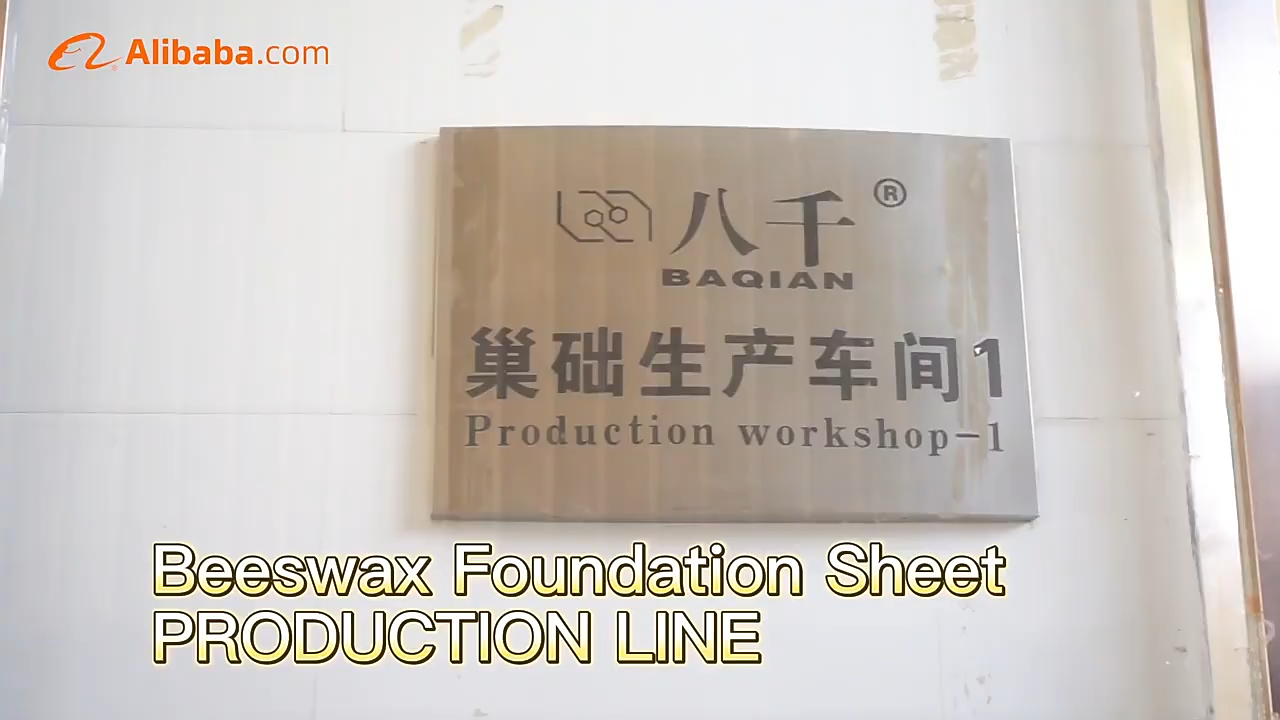 Alibaba.com
八千®
BAQIAN
巢础生产车间1
Production workshop-1
Beeswax Foundation Sheet
PRODUCTION LINE